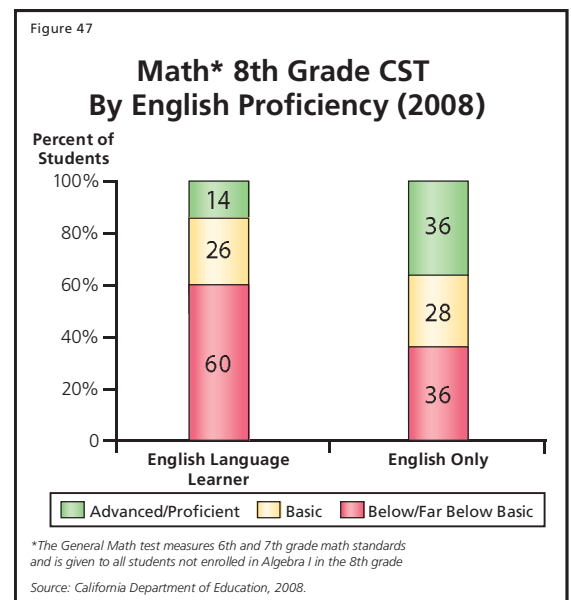 Figure 47
Math* 8th Grade CST
By English Proficiency (2008)
Percent of
Students
100%
80%
60%
40%
20%
0
14
26
60
36
28
36
English Language
Learner
English Only
Advanced/Proficient
Basic
Below/Far Below Basic
*The General Math test measures 6th and 7th grade math standards
and is given to all students not enrolled in Algebra I in the 8th grade
Source: California Department of Education, 2008.